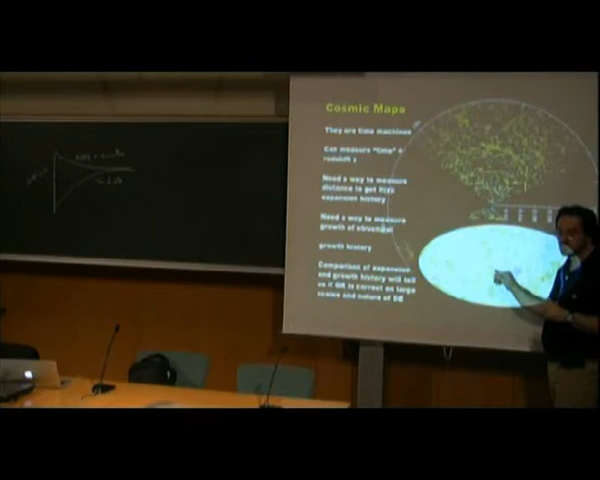 Cosmic Maps
They are time machines
Can measure "time" =
redshift z
Need a way to measure
distance to get H(z)
expansion history
Need a way to measure
growth of structure!
growth history
Comparison of expansion
and growth history will tell
us if GR is correct on large
scales and nature of DE